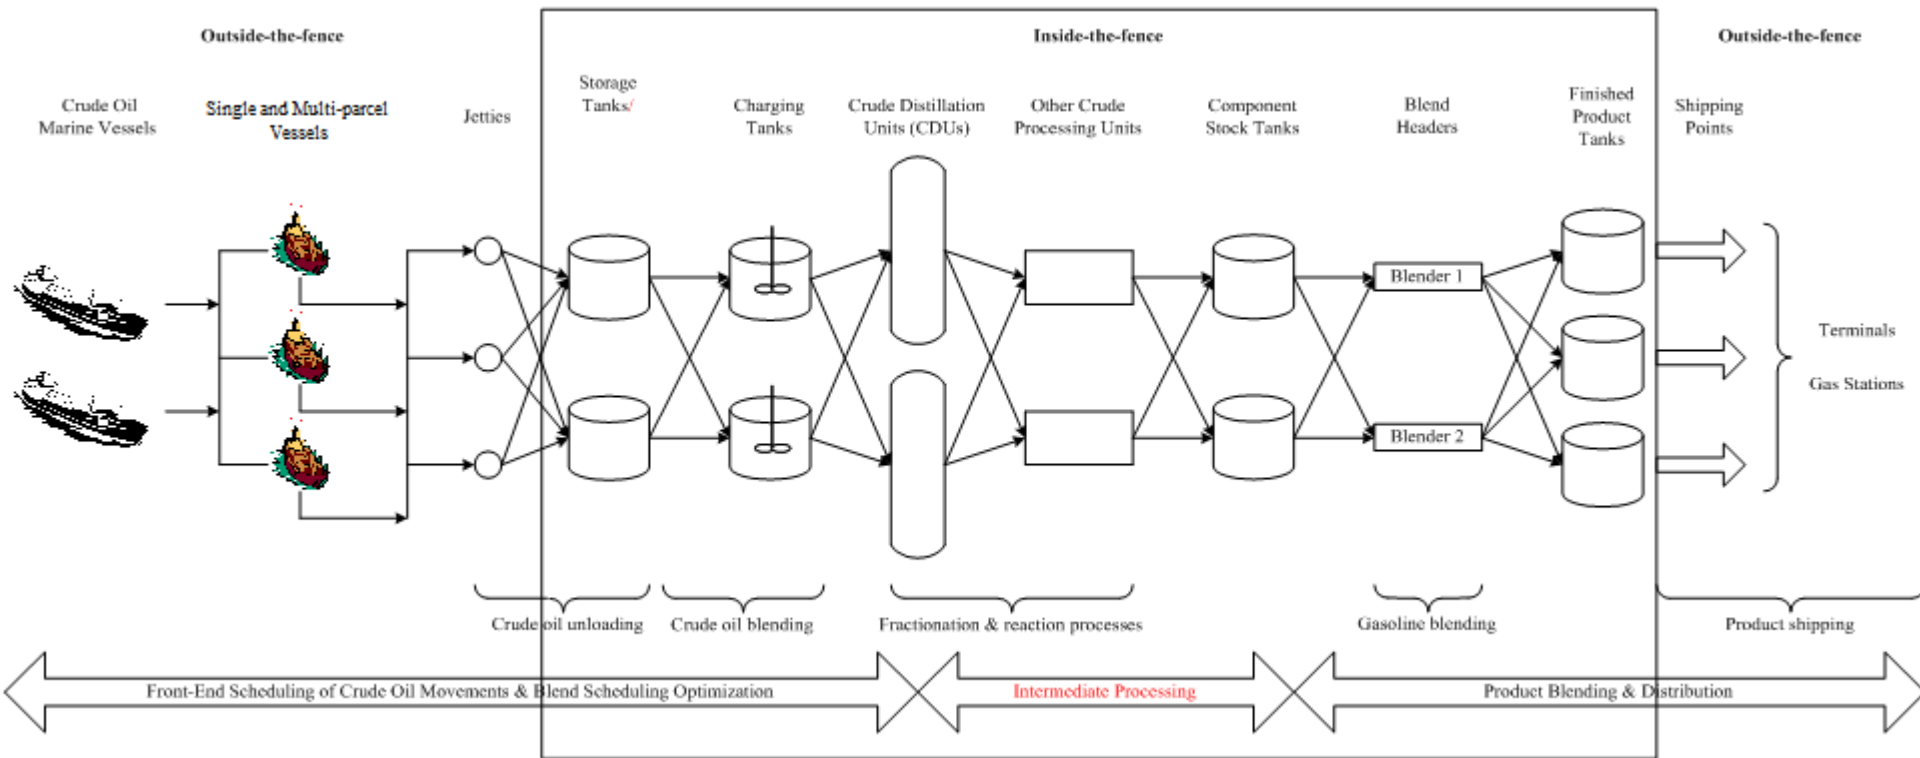 Outside-the-fence
Inside-the-fence
Outside-the-fence
Crude Oil
Marine Vessels
Single and Multi-parcel
Vessels
Jetties
Storage
Tanks/
Charging
Tanks
Crude Distillation
Units (CDUs)
Other Crude
Processing Units
Component
Stock Tanks
Blend
Headers
Finished
Product
Tanks
Shipping
Points
Blender 1
Blender 2
Terminals
Gas Stations
Crude oil unloading
Crude oil blending
Fractionation & reaction processes
Gasoline blending
Product shipping
Front-End Scheduling of Crude Oil Movements & Blend Scheduling Optimization
Intermediate Processing
Product Blending & Distribution